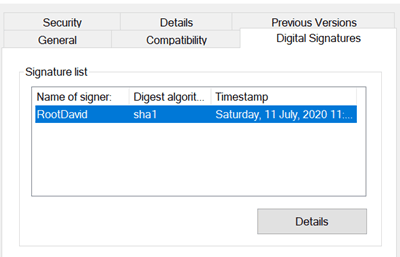 Security Details Previous Versions
General Compatibility Digital Signatures
Signature list
Name of signer: Digest algorit... Timestamp
RootDavid sha1 Saturday, 11 July, 2020 11:...
Details